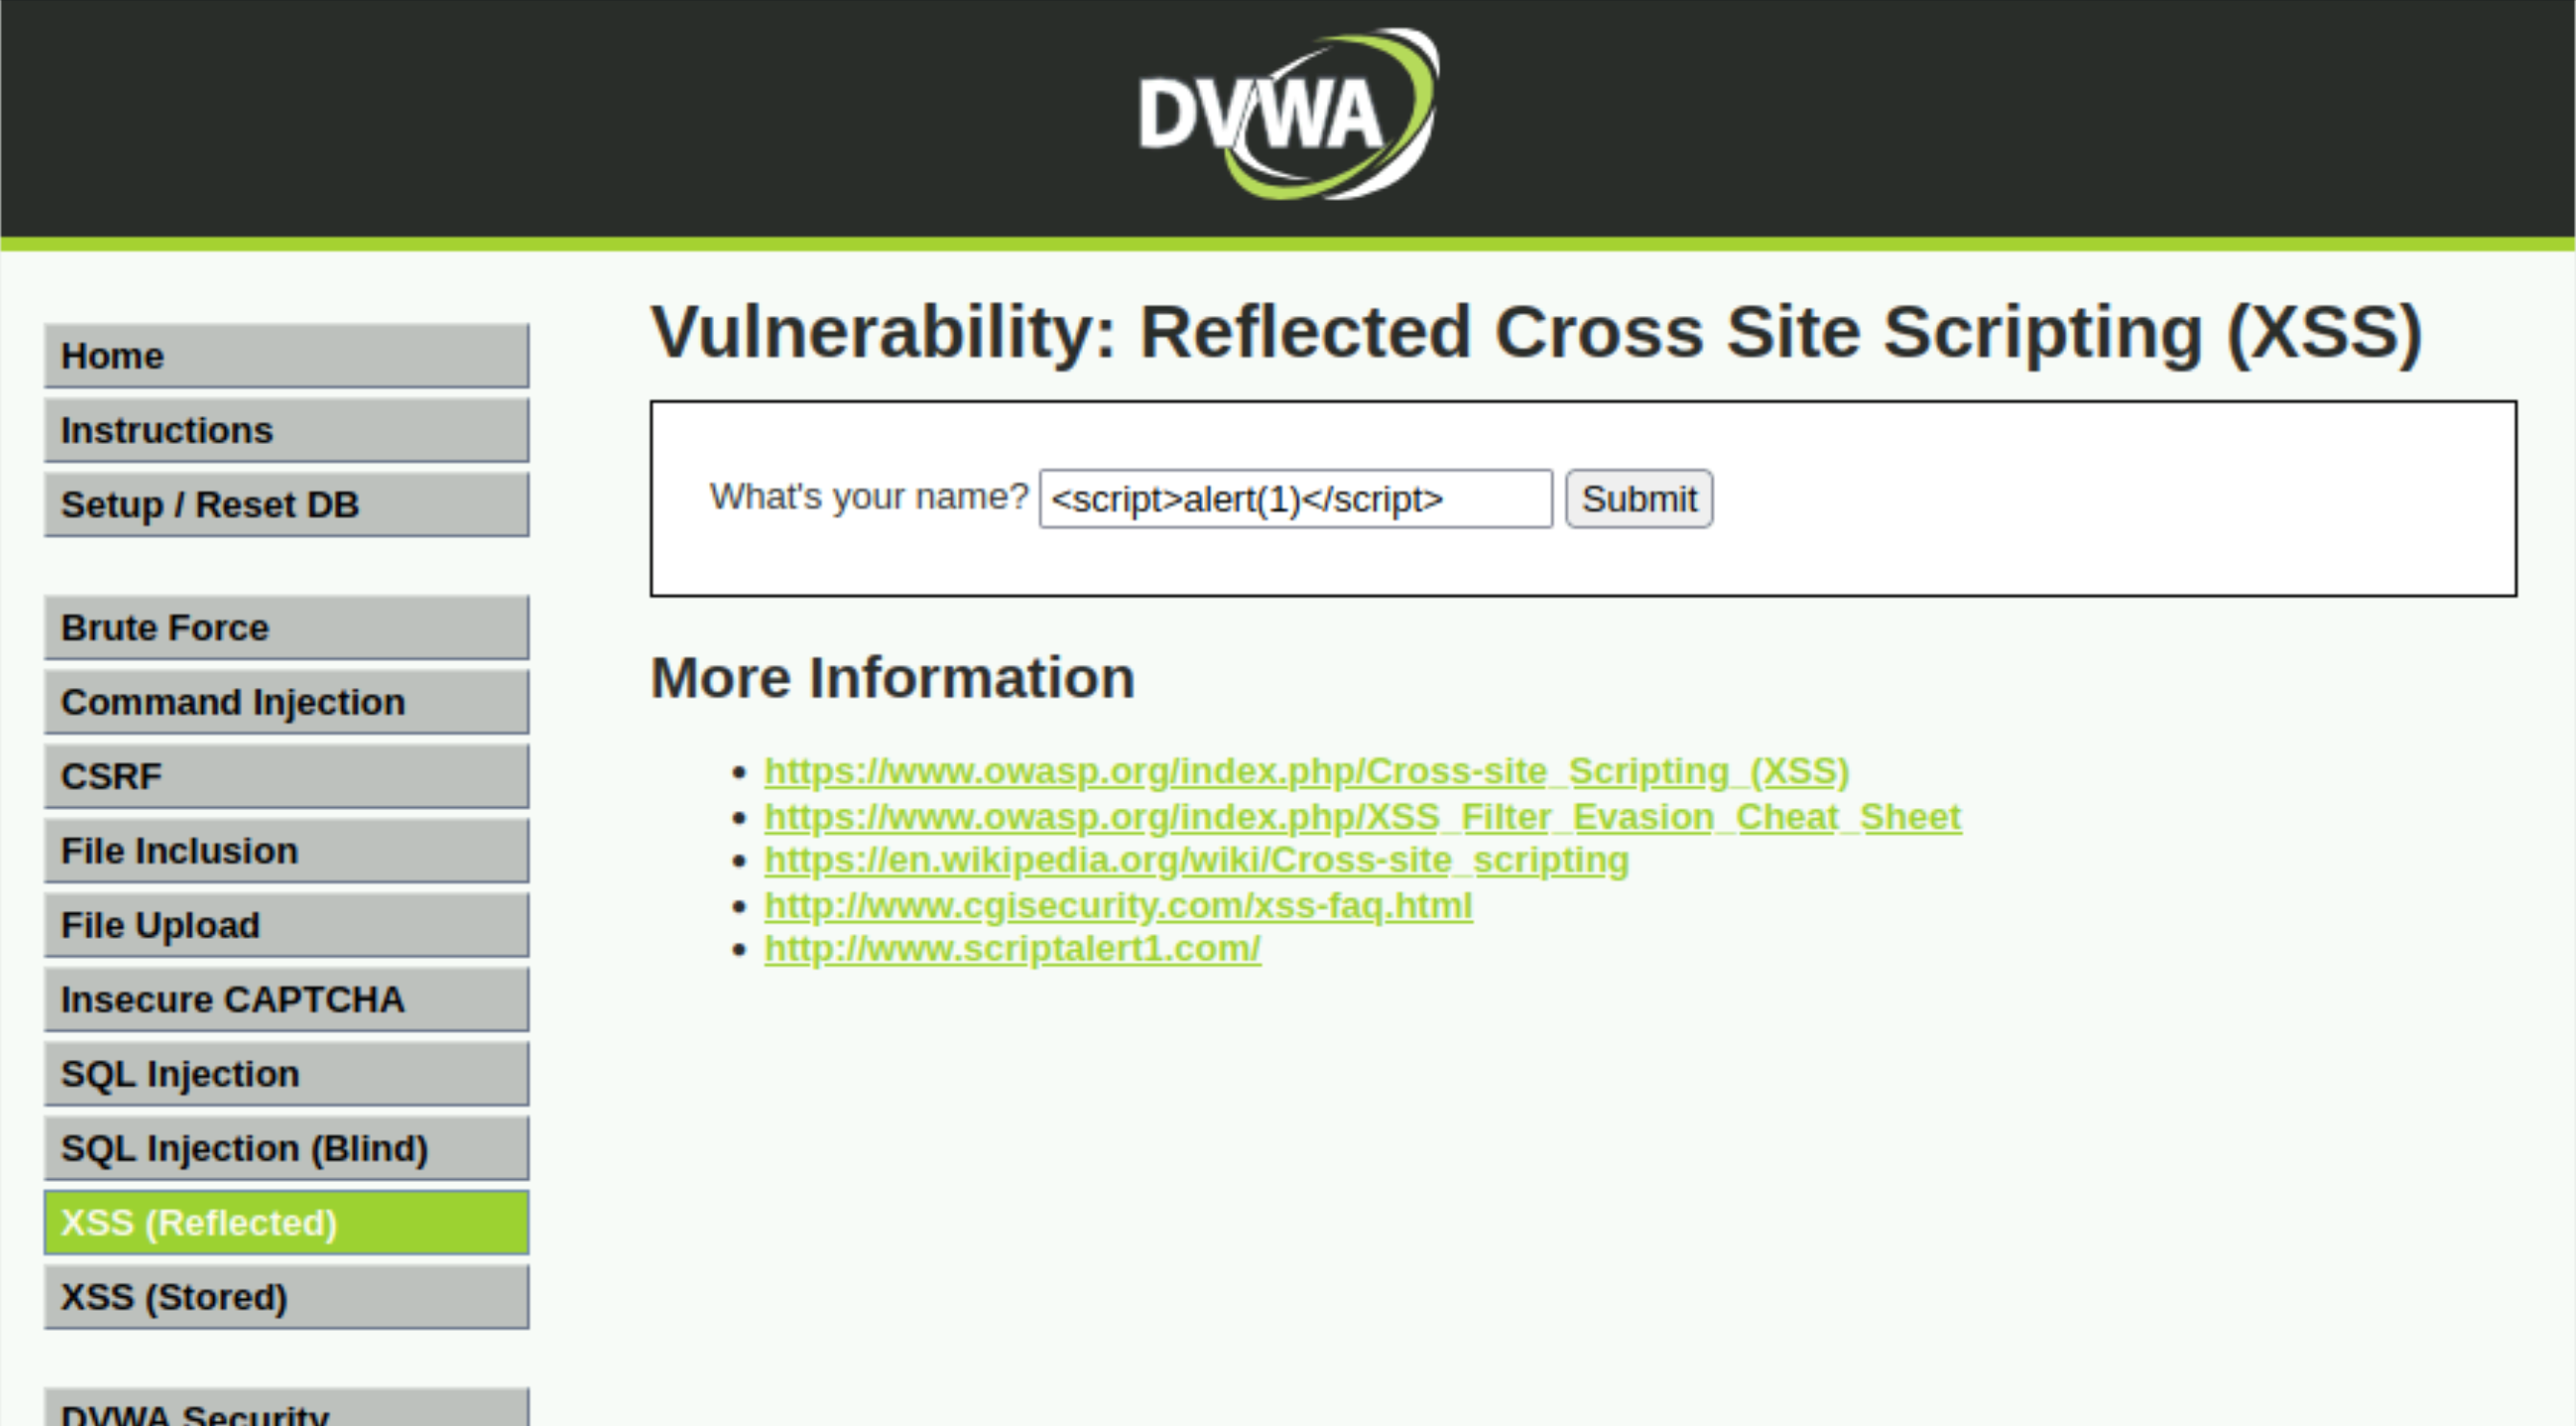 DVWA
Home
Instructions
Setup / Reset DB
Brute Force
Command Injection
CSRF
File Inclusion
File Upload
Insecure CAPTCHA
SQL Injection
SQL Injection (Blind)
XSS (Reflected)
XSS (Stored)
DVWA Security
Vulnerability: Reflected Cross Site Scripting (XSS)
What's your name? <script>alert(1)</script> Submit
More Information
• https://www.owasp.org/index.php/Cross-site_Scripting_(XSS)
• https://www.owasp.org/index.php/XSS_Filter_Evasion_Cheat_Sheet
• https://en.wikipedia.org/wiki/Cross-site_scripting
• http://www.cgisecurity.com/xss-faq.html
• http://www.scriptalert1.com/